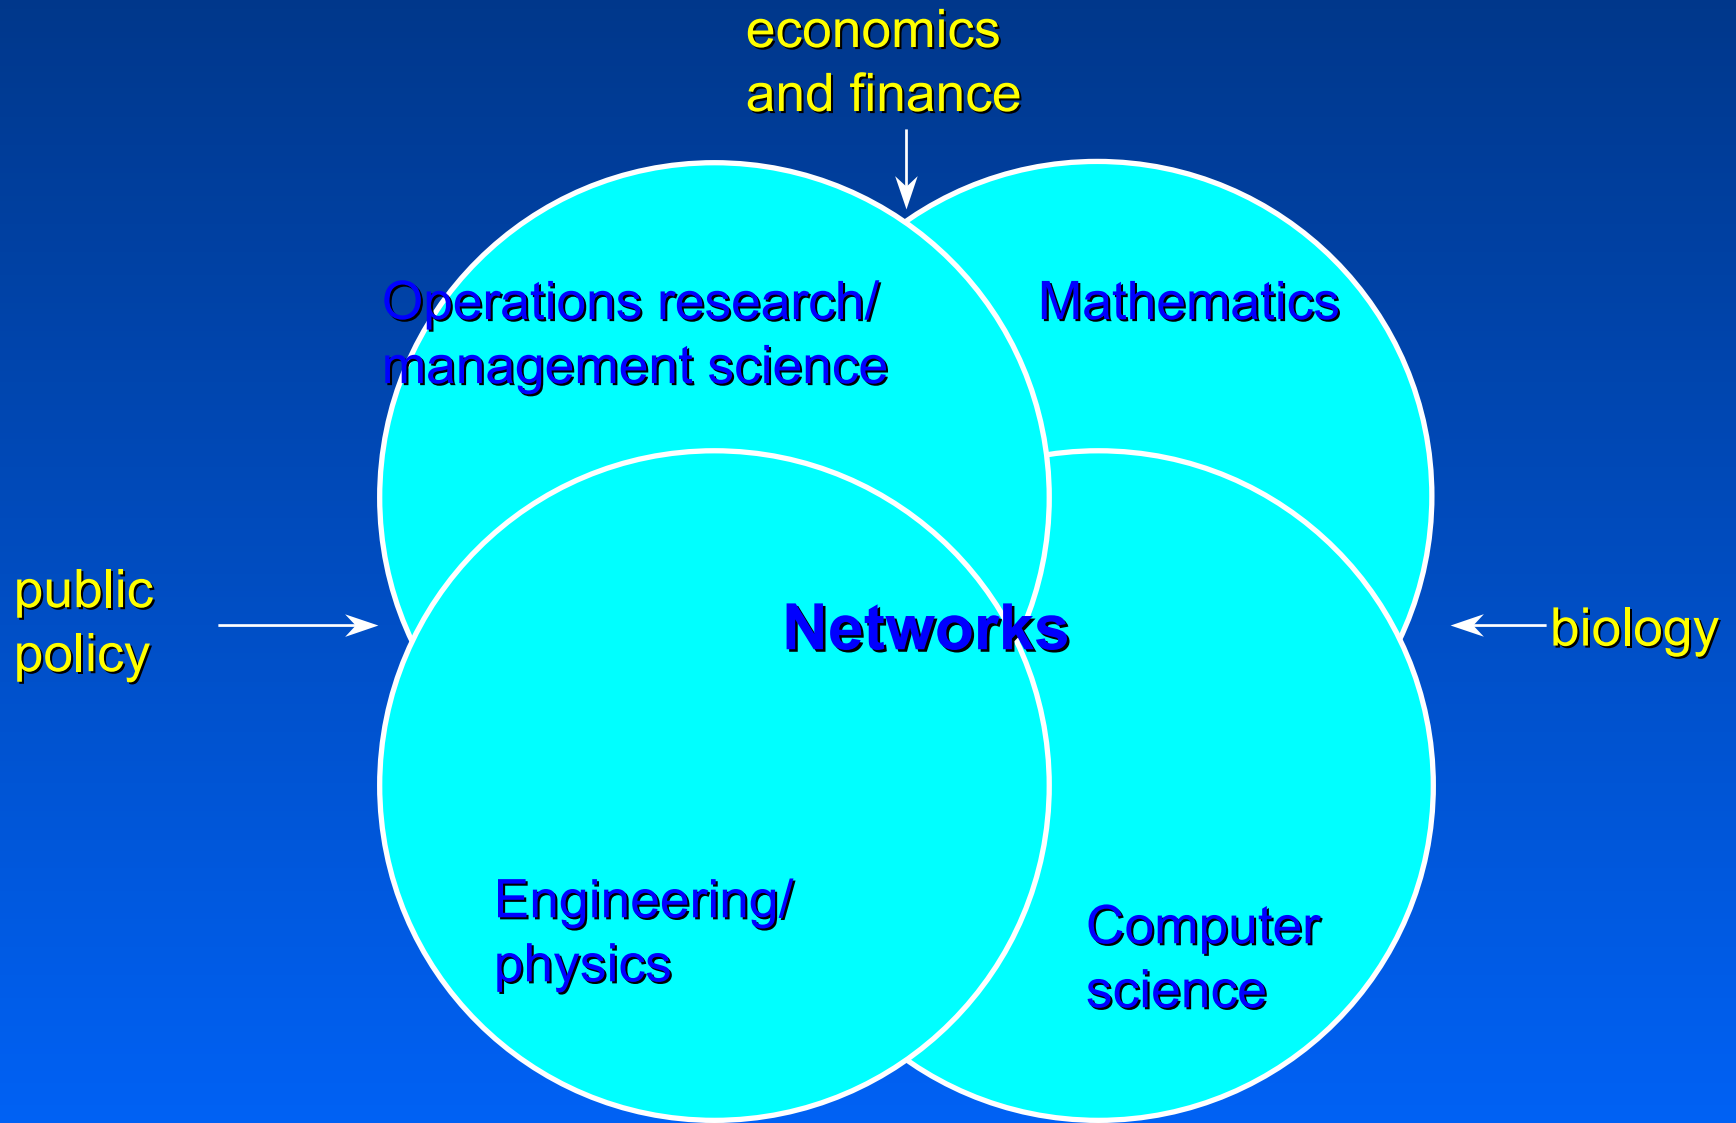 economics
and finance
Operations research/
management science
Mathematics
public
policy
Networks
biology
Engineering/
physics
Computer
science